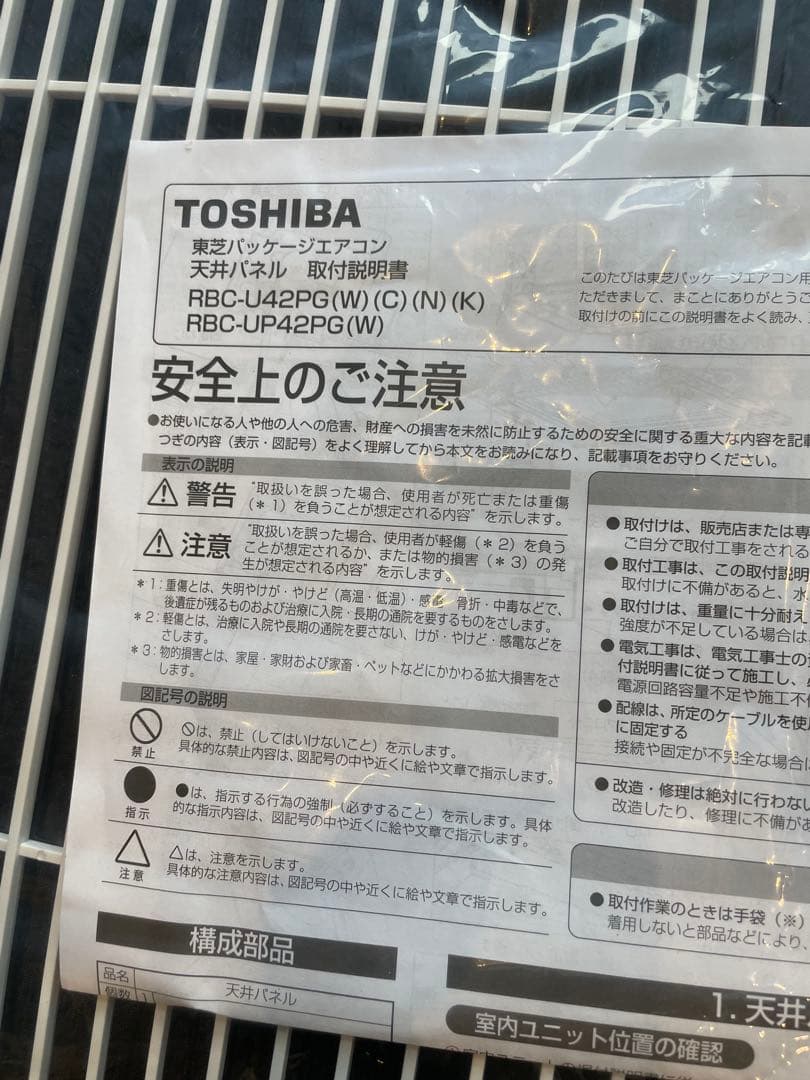 TOSHIBA
東芝パッケージエアコン
天井パネル 取付説明書
RBC-U42PG(W)(C)(N)(K)
RBC-UP42PG(W)
このたびは東芝パッケージエアコン用
ただきまして、まことにありがとうご
取付けの前にこの説明書をよく読み、
安全上のご注意
●お使いになる人や他の人への危害、財産への損害を未然に防止するための安全に関する重大な内容を記載
つぎの内容（表示・図記号）をよく理解してから本文をお読みになり、記載事項をお守りください。
表示の説明
⚠警告
“取扱いを誤った場合、使用者が死亡または重傷
（＊1）を負うことが想定される内容”を示します。
⚠注意
“取扱いを誤った場合、使用者が軽傷（＊2）を負う
ことが想定されるか、または物的損害（＊3）の発
生が想定される内容”を示します。
＊1：重傷とは、失明やけが・やけど（高温・低温）・感電・骨折・中毒などで、
後遺症が残るものおよび治療に入院・長期の通院を要するものをさします。
＊2：軽傷とは、治療に入院や長期の通院を要さない、けが・やけど・感電などを
さします。
＊3：物的損害とは、家屋・家財および家畜・ペットなどにかかわる拡大損害をさ
します。
図記号の説明
禁止
🚫は、禁止（してはいけないこと）を示します。
具体的な禁止内容は、図記号の中や近くに絵や文章で指示します。
指示
●は、指示する行為の強制（必ずすること）を示します。具体
的な指示内容は、図記号の中や近くに絵や文章で指示します。
注意
△は、注意を示します。
具体的な注意内容は、図記号の中や近くに絵や文章で指示します。
●取付けは、販売店または専
ご自分で取付工事をされる
●取付工事は、この取付説明
取付けに不備があると、水
●取付けは、重量に十分耐え
強度が不足している場合は
●電気工事は、電気工事士の
付説明書に従って施工し、
電源回路容量不足や施工不
●配線は、所定のケーブルを使
に固定する
接続や固定が不完全な場合に
●改造・修理は絶対に行わない
改造したり、修理に不備があ
●取付作業のときは手袋（※）
着用しないと部品などにより、
構成部品
品名
天井パネル
個数
1
1. 天井
室内ユニット位置の確認